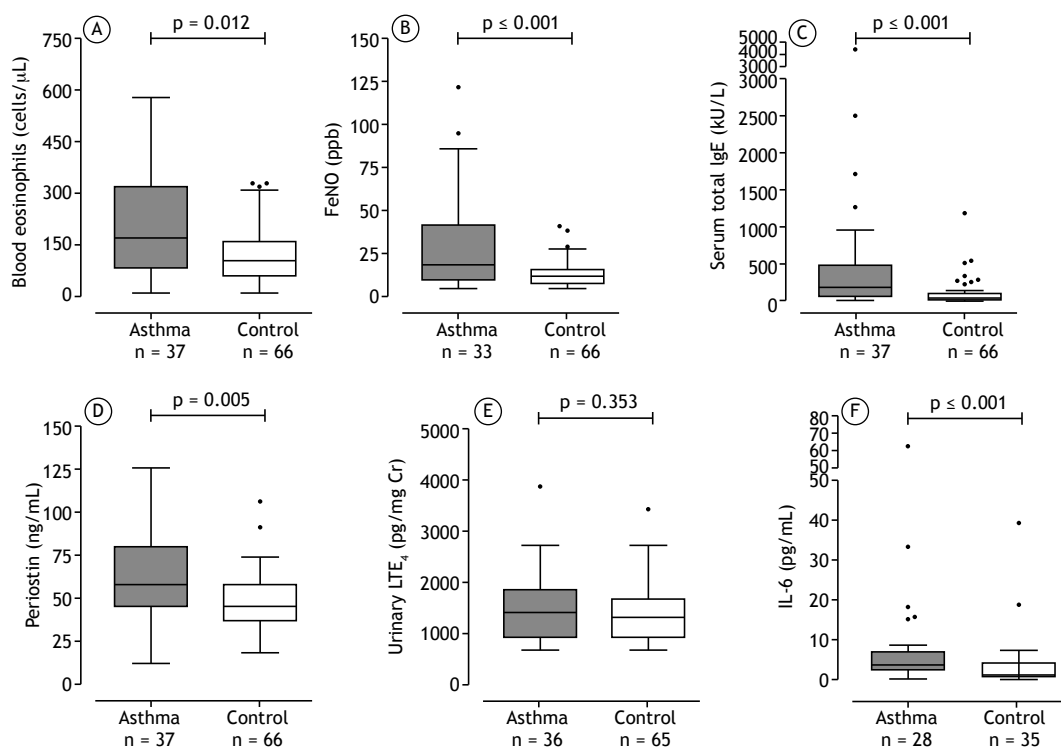 A
p = 0.012
Blood eosinophils (cells/µL)
750
600
450
300
150
0
Asthma
n = 37
Control
n = 66
B
p ≤ 0.001
FeNO (ppb)
150
125
100
75
50
25
0
Asthma
n = 33
Control
n = 66
C
p ≤ 0.001
Serum total IgE (kU/L)
5000
4000
3000
3000
2000
1000
500
0
Asthma
n = 37
Control
n = 66
D
p = 0.005
Periostin (ng/mL)
150
125
100
75
50
25
0
Asthma
n = 37
Control
n = 66
E
p = 0.353
Urinary LTE₄ (pg/mg Cr)
5000
4000
3000
2000
1000
0
Asthma
n = 36
Control
n = 65
F
p ≤ 0.001
IL-6 (pg/mL)
80
70
60
50
50
40
30
20
10
0
Asthma
n = 28
Control
n = 35